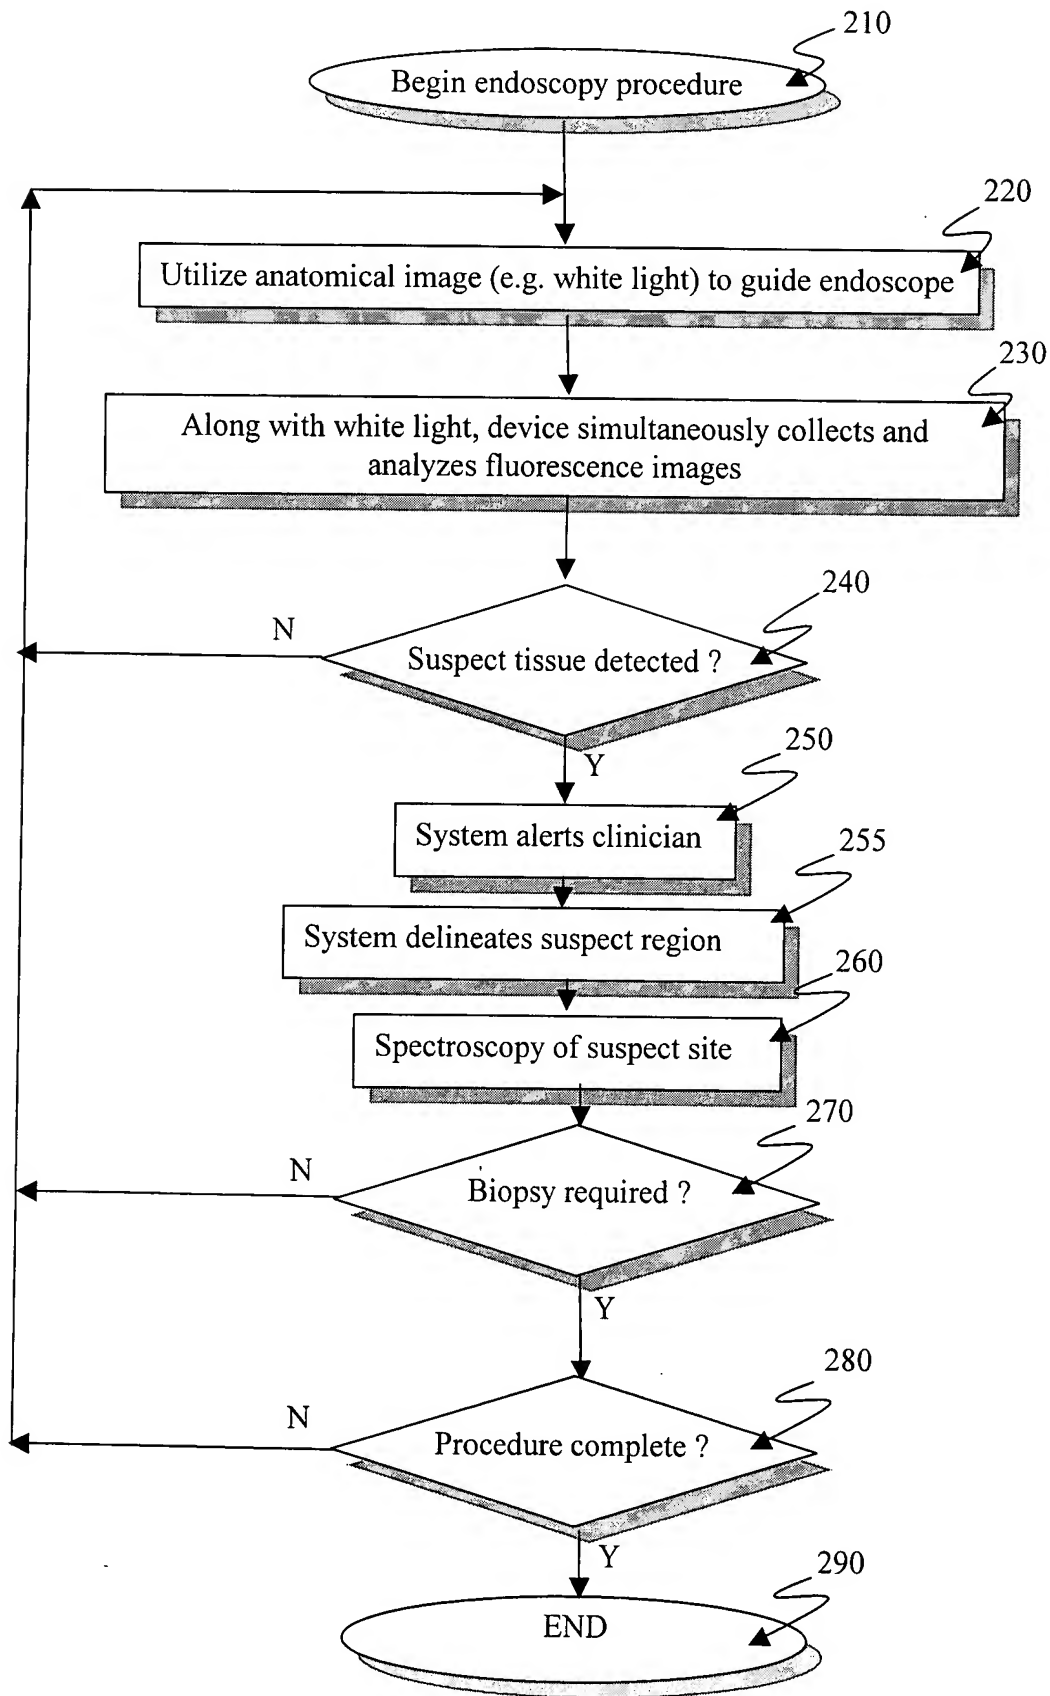 210
Begin endoscopy procedure
220
Utilize anatomical image (e.g. white light) to guide endoscope
230
Along with white light, device simultaneously collects and
analyzes fluorescence images
240
N
Suspect tissue detected ?
Y
250
System alerts clinician
255
System delineates suspect region
260
Spectroscopy of suspect site
270
N
Biopsy required ?
Y
280
N
Procedure complete ?
Y
290
END